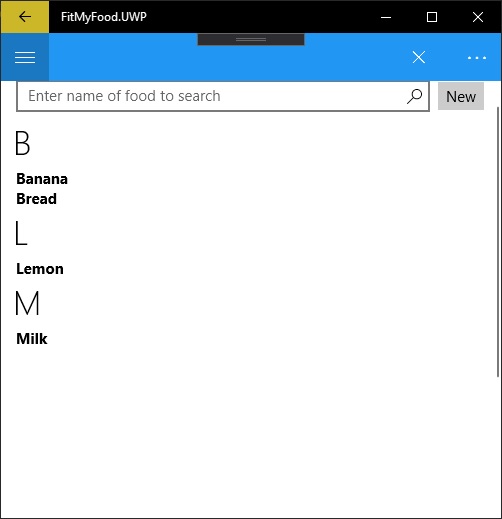 FitMyFood.UWP
Enter name of food to search
New
B
Banana
Bread
L
Lemon
M
Milk